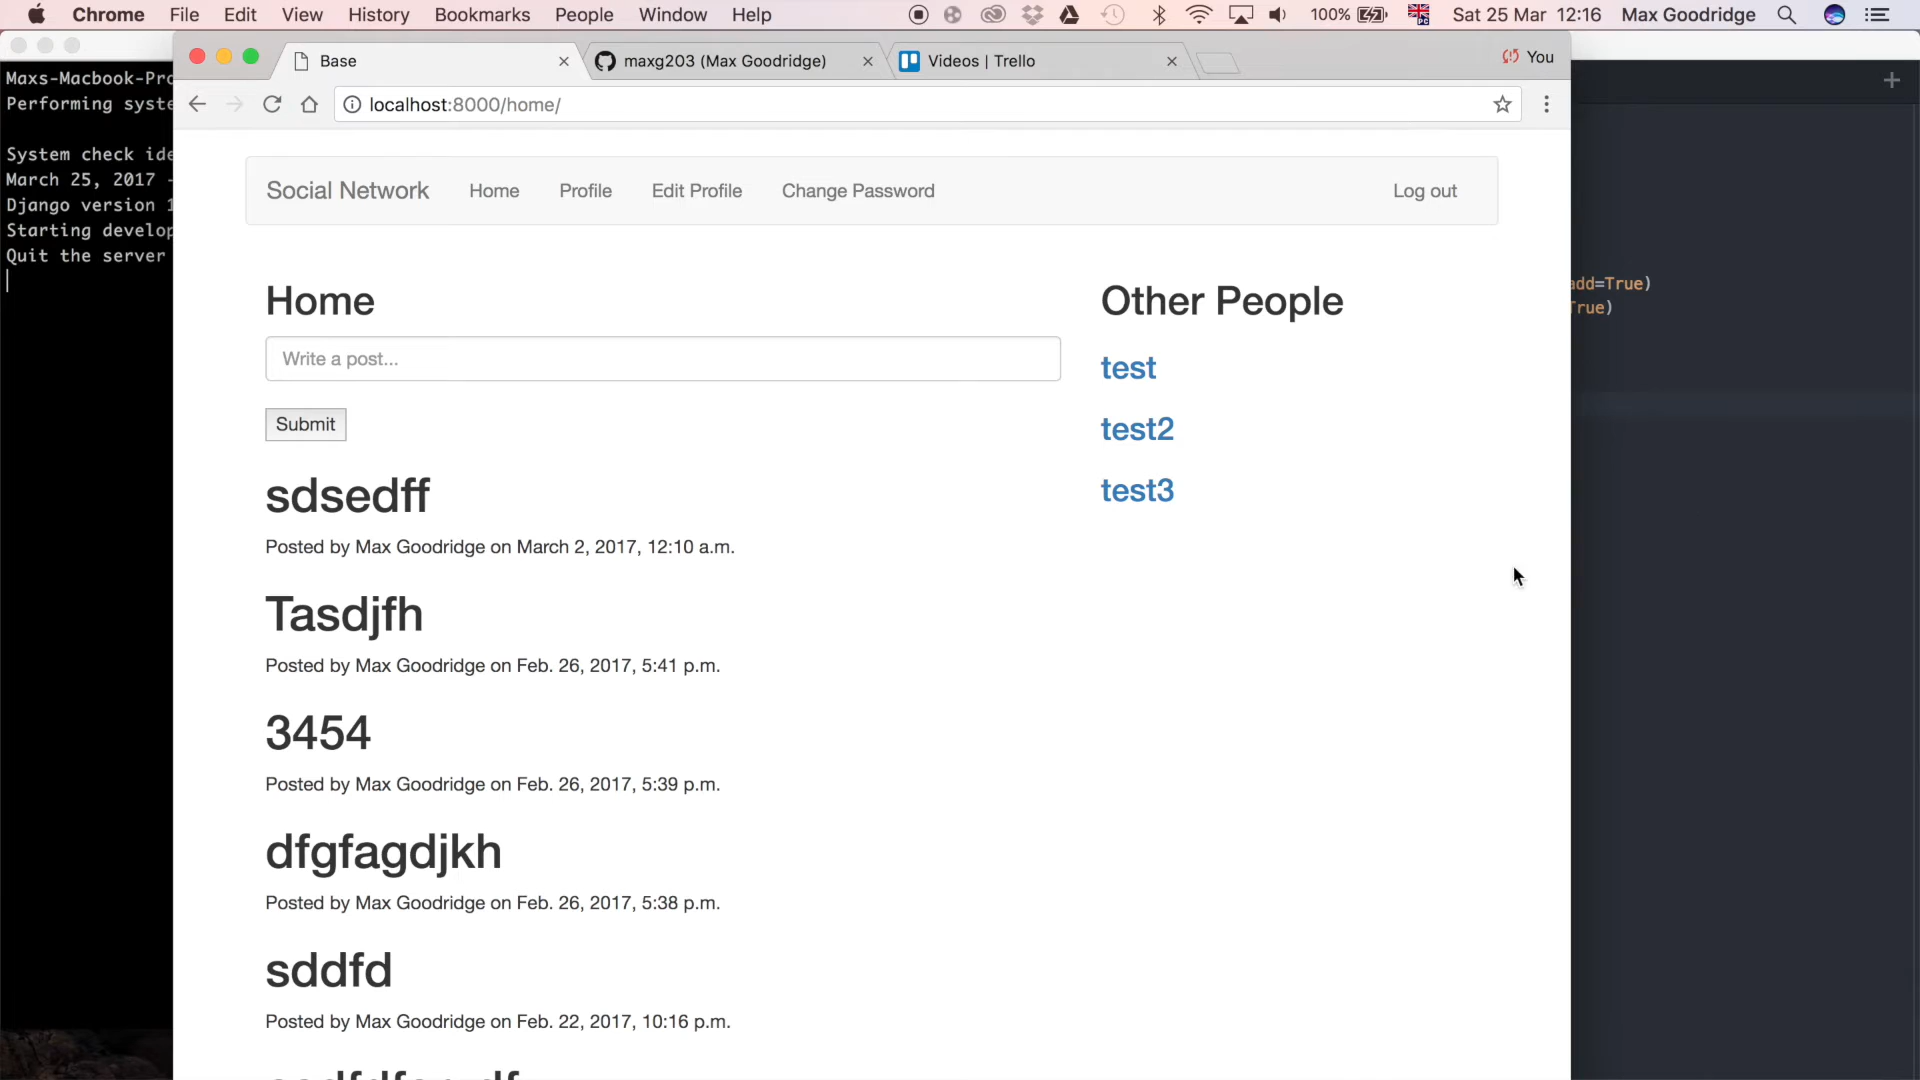 Chrome File Edit View History Bookmarks People Window Help 100% Sat 25 Mar 12:16 Max Goodridge
Base maxg203 (Max Goodridge) Videos | Trello You
localhost:8000/home/
Maxs-Macbook-Pro
Performing syste
System check ide
March 25, 2017 -
Django version 1
Starting develop
Quit the server
add=True)
True)
Social Network Home Profile Edit Profile Change Password Log out
Home
Write a post...
Submit
sdsedff
Posted by Max Goodridge on March 2, 2017, 12:10 a.m.
Tasdjfh
Posted by Max Goodridge on Feb. 26, 2017, 5:41 p.m.
3454
Posted by Max Goodridge on Feb. 26, 2017, 5:39 p.m.
dfgfagdjkh
Posted by Max Goodridge on Feb. 26, 2017, 5:38 p.m.
sddfd
Posted by Max Goodridge on Feb. 22, 2017, 10:16 p.m.
Other People
test
test2
test3